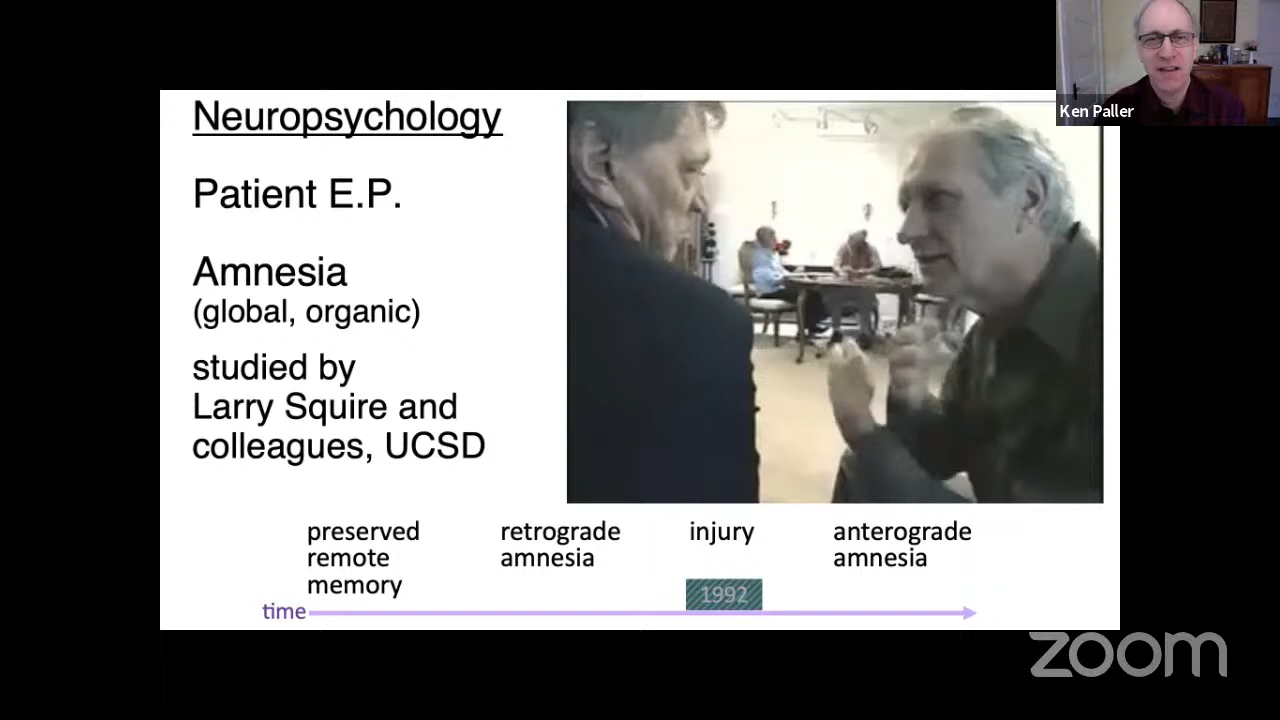 Ken Paller
Neuropsychology
Patient E.P.
Amnesia
(global, organic)
studied by
Larry Squire and
colleagues, UCSD
preserved
remote
memory
retrograde
amnesia
injury
anterograde
amnesia
1992
time
zoom